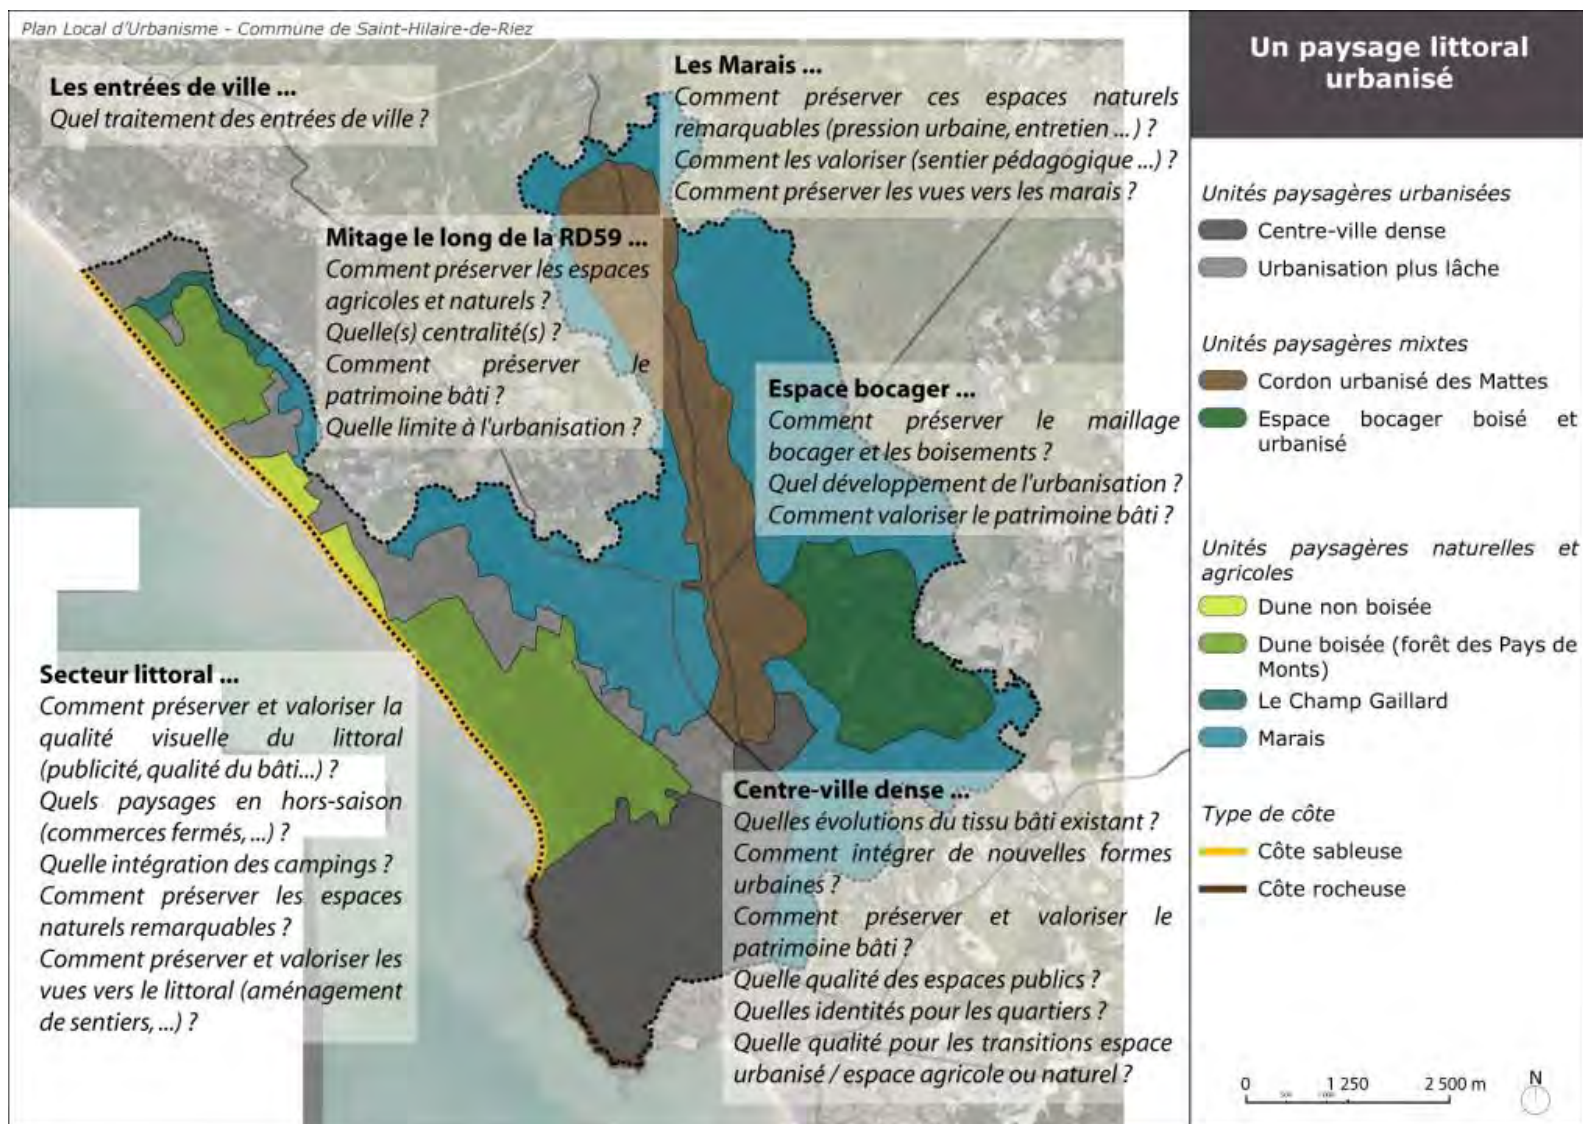 Plan Local d'Urbanisme - Commune de Saint-Hilaire-de-Riez
Les entrées de ville ...
Quel traitement des entrées de ville ?
Les Marais ...
Comment préserver ces espaces naturels
remarquables (pression urbaine, entretien ...) ?
Comment les valoriser (sentier pédagogique ...) ?
Comment préserver les vues vers les marais ?
Mitage le long de la RD59 ...
Comment préserver les espaces
agricoles et naturels ?
Quelle(s) centralité(s) ?
Comment préserver le
patrimoine bâti ?
Quelle limite à l'urbanisation ?
Espace bocager ...
Comment préserver le maillage
bocager et les boisements ?
Quel développement de l'urbanisation ?
Comment valoriser le patrimoine bâti ?
Secteur littoral ...
Comment préserver et valoriser la
qualité visuelle du littoral
(publicité, qualité du bâti...) ?
Quels paysages en hors-saison
(commerces fermés, ...) ?
Quelle intégration des campings ?
Comment préserver les espaces
naturels remarquables ?
Comment préserver et valoriser les
vues vers le littoral (aménagement
de sentiers, ...) ?
Centre-ville dense ...
Quelles évolutions du tissu bâti existant ?
Comment intégrer de nouvelles formes
urbaines ?
Comment préserver et valoriser le
patrimoine bâti ?
Quelle qualité des espaces publics ?
Quelles identités pour les quartiers ?
Quelle qualité pour les transitions espace
urbanisé / espace agricole ou naturel ?
Un paysage littoral
urbanisé
Unités paysagères urbanisées
Centre-ville dense
Urbanisation plus lâche
Unités paysagères mixtes
Cordon urbanisé des Mattes
Espace bocager boisé et
urbanisé
Unités paysagères naturelles et
agricoles
Dune non boisée
Dune boisée (forêt des Pays de
Monts)
Le Champ Gaillard
Marais
Type de côte
Côte sableuse
Côte rocheuse
0 1 250 2 500 m
N